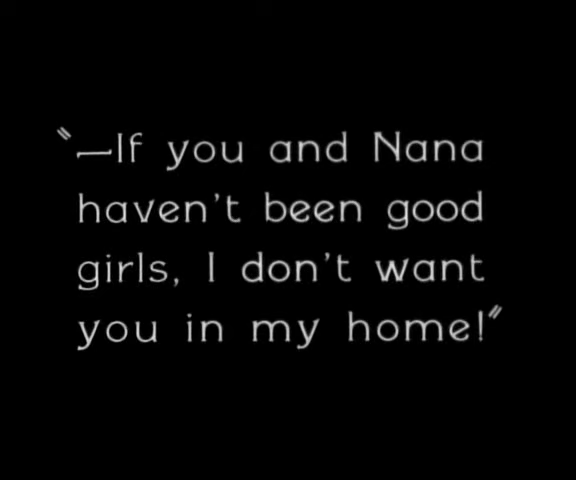 "—If you and Nana
haven't been good
girls, I don't want
you in my home!"